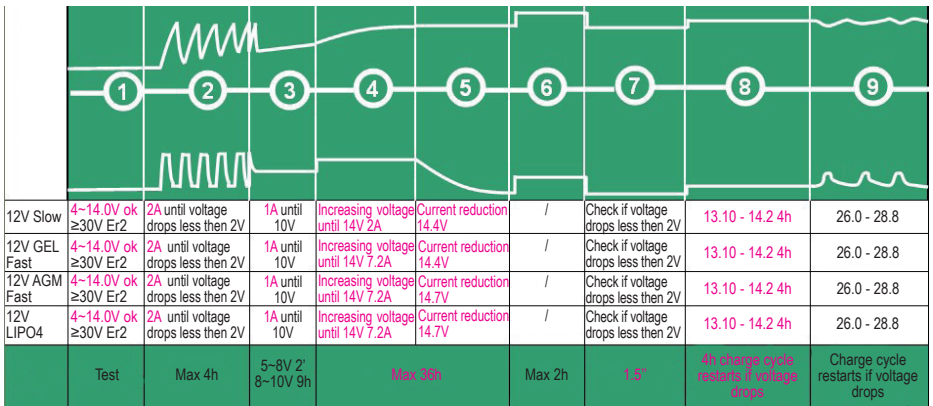 1 2 3 4 5 6 7 8 9
12V Slow 4~14.0V ok 2A until voltage 1A until Increasing voltage Current reduction / Check if voltage 13.10 - 14.2 4h 26.0 - 28.8
≥30V Er2 drops less then 2V 10V until 14V 2A 14.4V drops less then 2V
12V GEL 4~14.0V ok 2A until voltage 1A until Increasing voltage Current reduction / Check if voltage 13.10 - 14.2 4h 26.0 - 28.8
Fast ≥30V Er2 drops less then 2V 10V until 14V 7.2A 14.4V drops less then 2V
12V AGM 4~14.0V ok 2A until voltage 1A until Increasing voltage Current reduction / Check if voltage 13.10 - 14.2 4h 26.0 - 28.8
Fast ≥30V Er2 drops less then 2V 10V until 14V 7.2A 14.7V drops less then 2V
12V 4~14.0V ok 2A until voltage 1A until Increasing voltage Current reduction / Check if voltage 13.10 - 14.2 4h 26.0 - 28.8
LIPO4 ≥30V Er2 drops less then 2V 10V until 14V 7.2A 14.7V drops less then 2V
Test Max 4h 5~8V 2’ Max 36h Max 2h 1.5” 4h charge cycle Charge cycle
8~10V 9h restarts if voltage restarts if voltage
drops drops